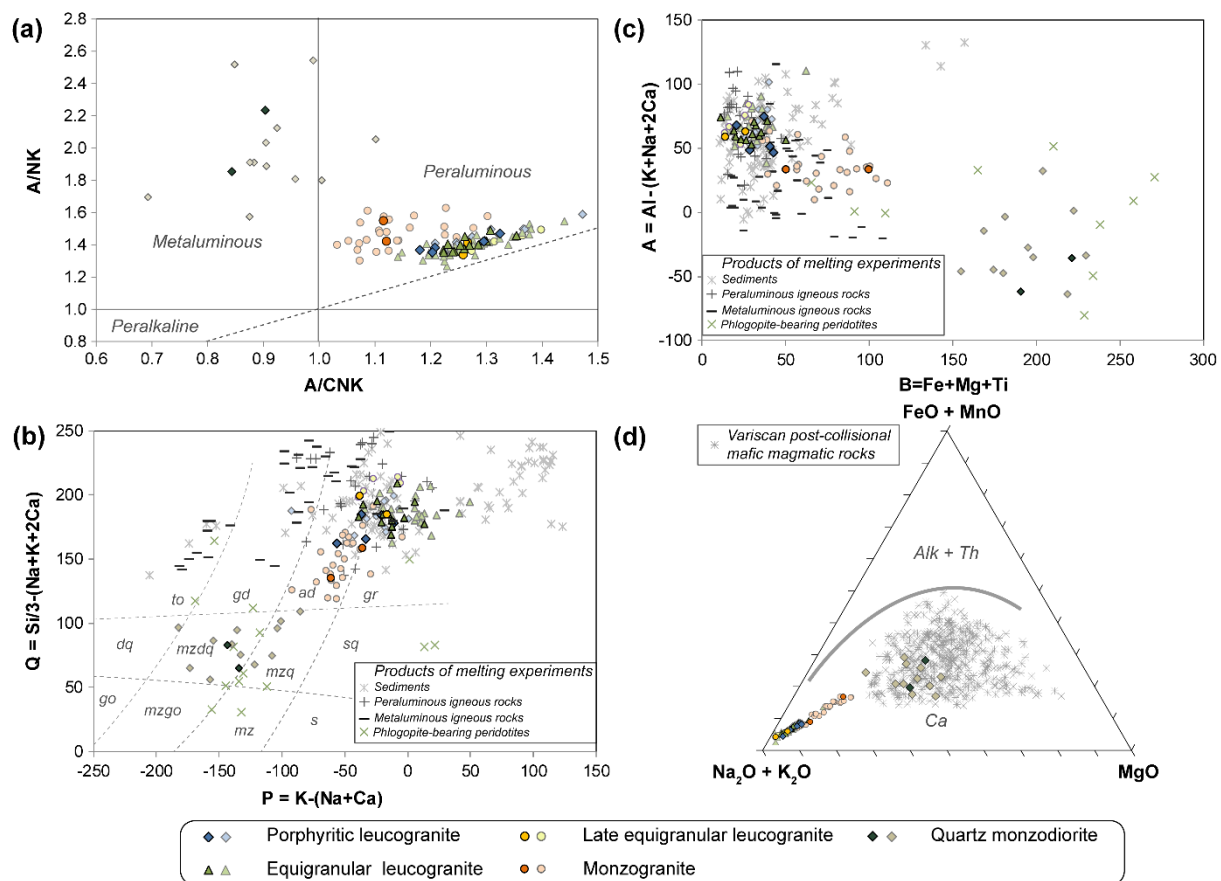 (a)
2.8
2.6
2.4
2.2
2.0
1.8
1.6
1.4
1.2
1.0
0.8
A/NK
Peraluminous
Metaluminous
Peralkaline
0.6 0.7 0.8 0.9 1.0 1.1 1.2 1.3 1.4 1.5
A/CNK
(c)
150
100
50
0
-50
-100
A = Al -(K+Na+2Ca)
Products of melting experiments
Sediments
Peraluminous igneous rocks
Metaluminous igneous rocks
Phlogopite-bearing peridotites
0 50 100 150 200 250 300
B=Fe+Mg+Ti
(b)
250
200
150
100
50
0
Q = Si/3-(Na+K+2Ca)
to gd ad gr
dq mzdq mzq sq
go mzgo mz s
Products of melting experiments
Sediments
Peraluminous igneous rocks
Metaluminous igneous rocks
Phlogopite-bearing peridotites
-250 -200 -150 -100 -50 0 50 100 150
P = K-(Na+Ca)
FeO + MnO
(d)
Variscan post-collisional
mafic magmatic rocks
Alk + Th
Ca
Na₂O + K₂O
MgO
Porphyritic leucogranite Late equigranular leucogranite Quartz monzodiorite
Equigranular leucogranite Monzogranite